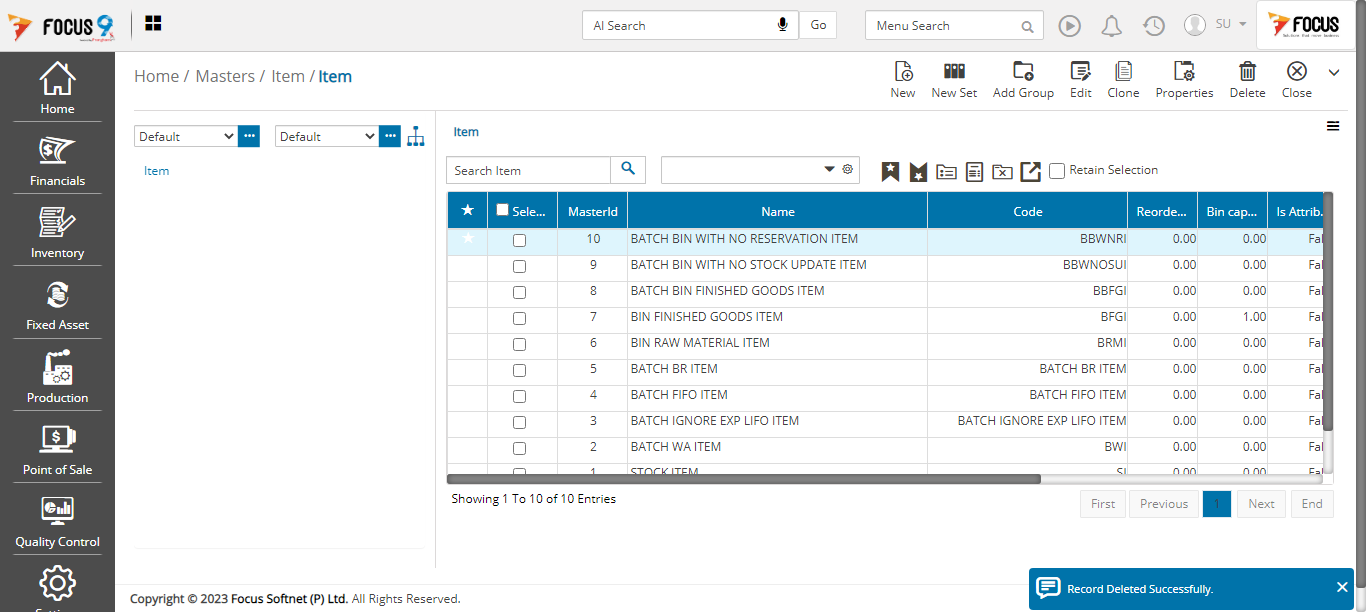 FOCUS 9
AI Search
Go
Menu Search
SU
FOCUS
Home
Financials
Inventory
Fixed Asset
Production
Point of Sale
Quality Control
Home / Masters / Item / Item
New
New Set
Add Group
Edit
Clone
Properties
Delete
Close
Default
Default
Item
Item
Search Item
Retain Selection
Sele... MasterId Name Code Reorde... Bin cap... Is Attrib.
10 BATCH BIN WITH NO RESERVATION ITEM BBWNRI 0.00 0.00 Fal
9 BATCH BIN WITH NO STOCK UPDATE ITEM BBWNOSUI 0.00 0.00 Fal
8 BATCH BIN FINISHED GOODS ITEM BBFGI 0.00 0.00 Fal
7 BIN FINISHED GOODS ITEM BFGI 0.00 1.00 Fal
6 BIN RAW MATERIAL ITEM BRMI 0.00 0.00 Fal
5 BATCH BR ITEM BATCH BR ITEM 0.00 0.00 Fal
4 BATCH FIFO ITEM BATCH FIFO ITEM 0.00 0.00 Fal
3 BATCH IGNORE EXP LIFO ITEM BATCH IGNORE EXP LIFO ITEM 0.00 0.00 Fal
2 BATCH WA ITEM BWI 0.00 0.00 Fal
1 STOCK ITEM SI 0.00 0.00 Fal
Showing 1 To 10 of 10 Entries
First Previous 1 Next End
Copyright © 2023 Focus Softnet (P) Ltd. All Rights Reserved.
Record Deleted Successfully.